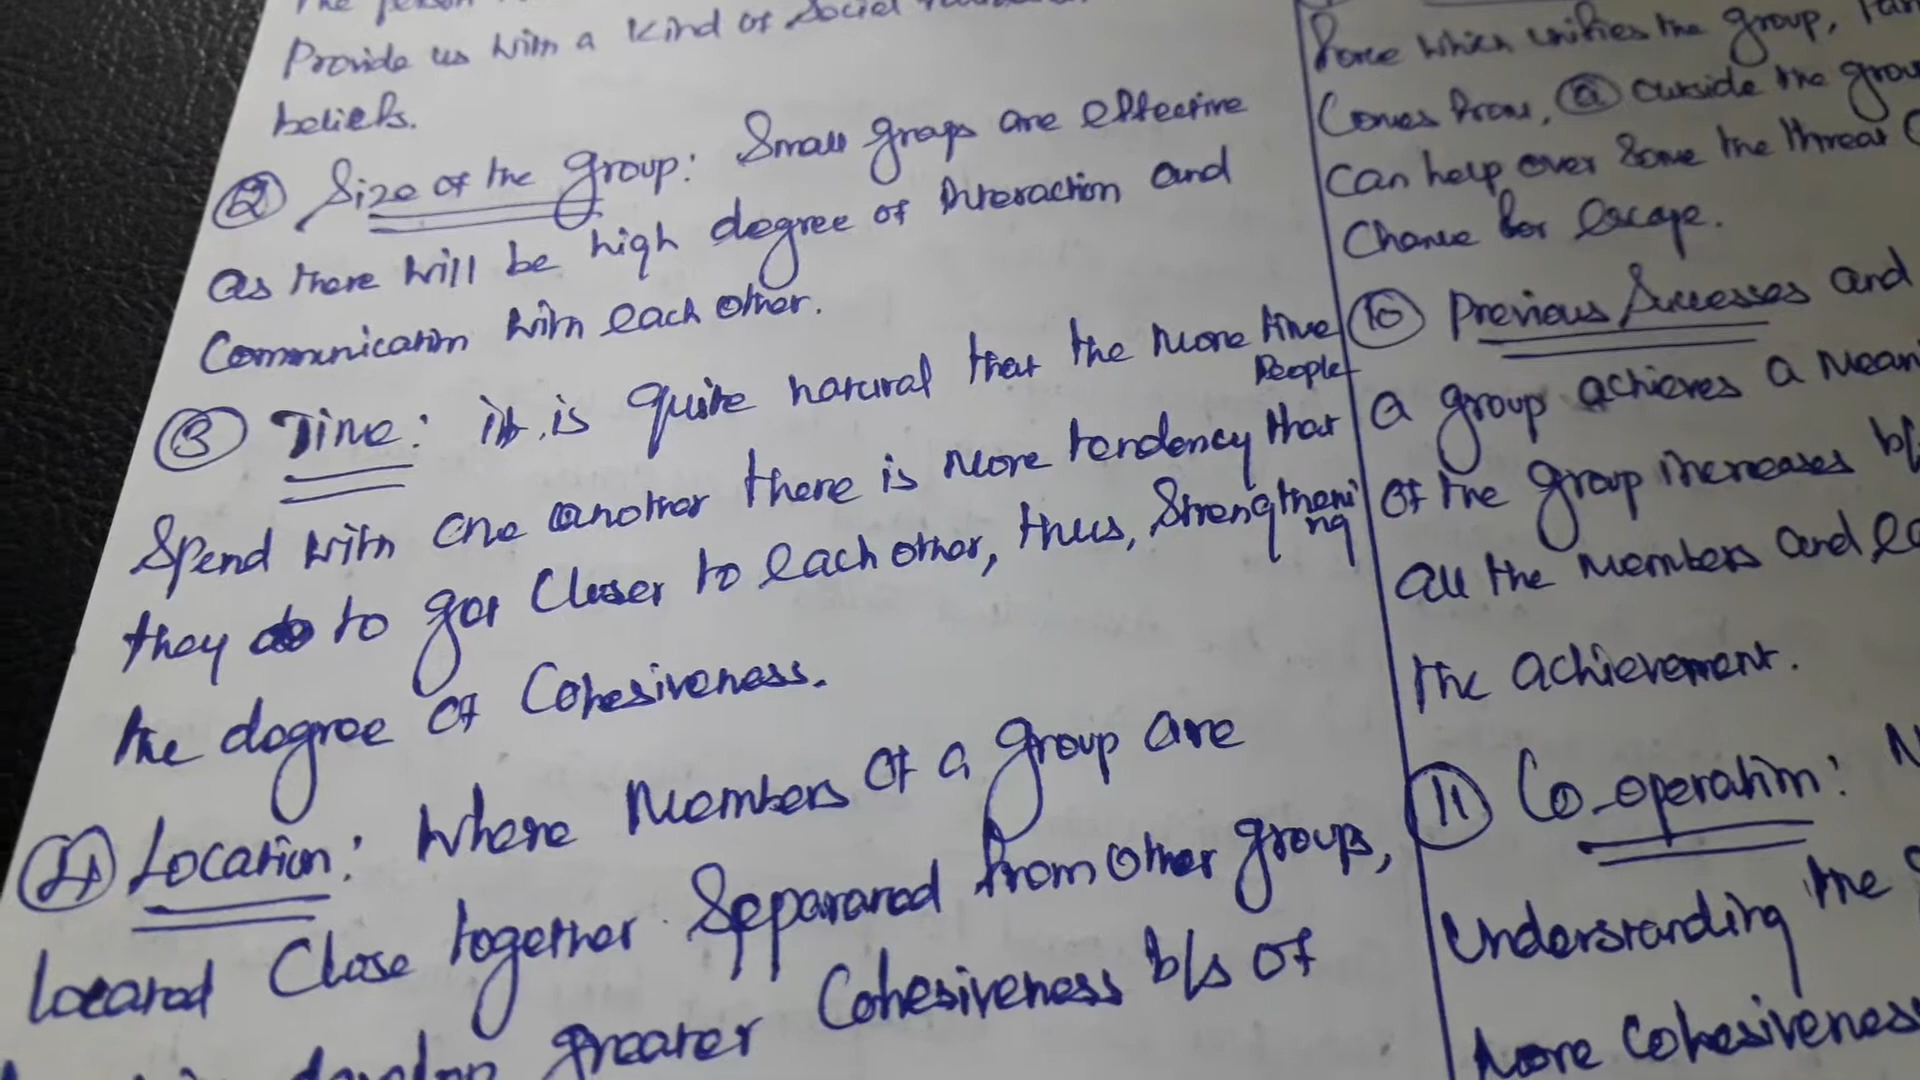 Provide us with a kind of social
beliefs.
② Size of the group: Small groups are effective
as there will be high degree of interaction and
Communication with each other.
③ Time: it is quite natural that the more time
People
Spend with one another there is more tendency that
they to get closer to each other, thus, Strengtheni
ng
the degree of Cohesiveness.
④ Location: Where Members of a group are
located Close together Separated from other groups,
develop greater Cohesiveness b/s of
force which unifies the group,
Comes from, ⓐ outside the
can help over some the threat
Chance for escape.
⑩ Previous Successes and
a group achieves a
of the group increases
all the members and
the achievement.
⑪ Co-operation:
Understanding the
More Cohesiveness